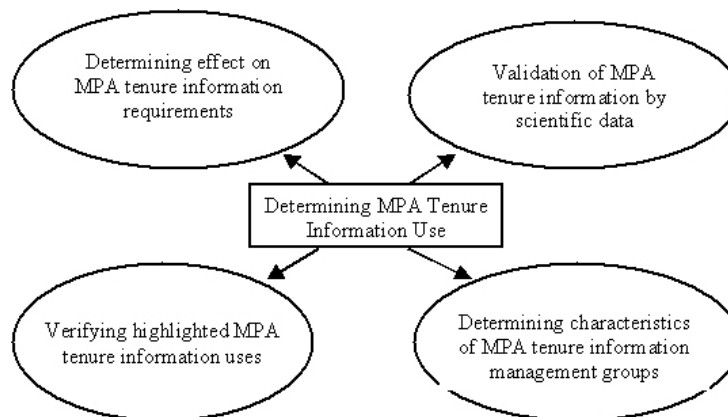 Determining effect on
MPA tenure information
requirements
Validation of MPA
tenure information by
scientific data
Determining MPA Tenure
Information Use
Verifying highlighted MPA
tenure information uses
Determining characteristics
of MPA tenure information
management groups